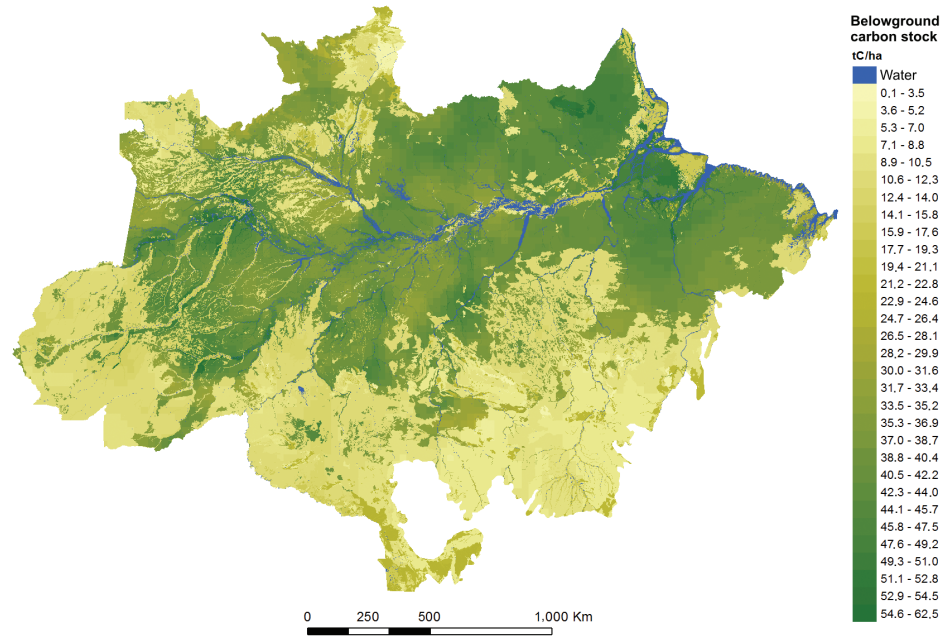 Belowground
carbon stock
tC/ha
Water
0.1 - 3.5
3.6 - 5,2
5.3 - 7.0
7.1 - 8.8
8.9 - 10,5
10.6 - 12,3
12.4 - 14.0
14.1 - 15.8
15.9 - 17,6
17.7 - 19,3
19,4 - 21.1
21,2 - 22.8
22.9 - 24.6
24.7 - 26.4
26.5 - 28.1
28,2 - 29.9
30.0 - 31.6
31.7 - 33.4
33.5 - 35,2
35.3 - 36.9
37.0 - 38.7
38.8 - 40.4
40.5 - 42,2
42.3 - 44.0
44.1 - 45.7
45.8 - 47.5
47.6 - 49,2
49.3 - 51.0
51.1 - 52.8
52.9 - 54.5
54.6 - 62,5
0 250 500 1.000 Km